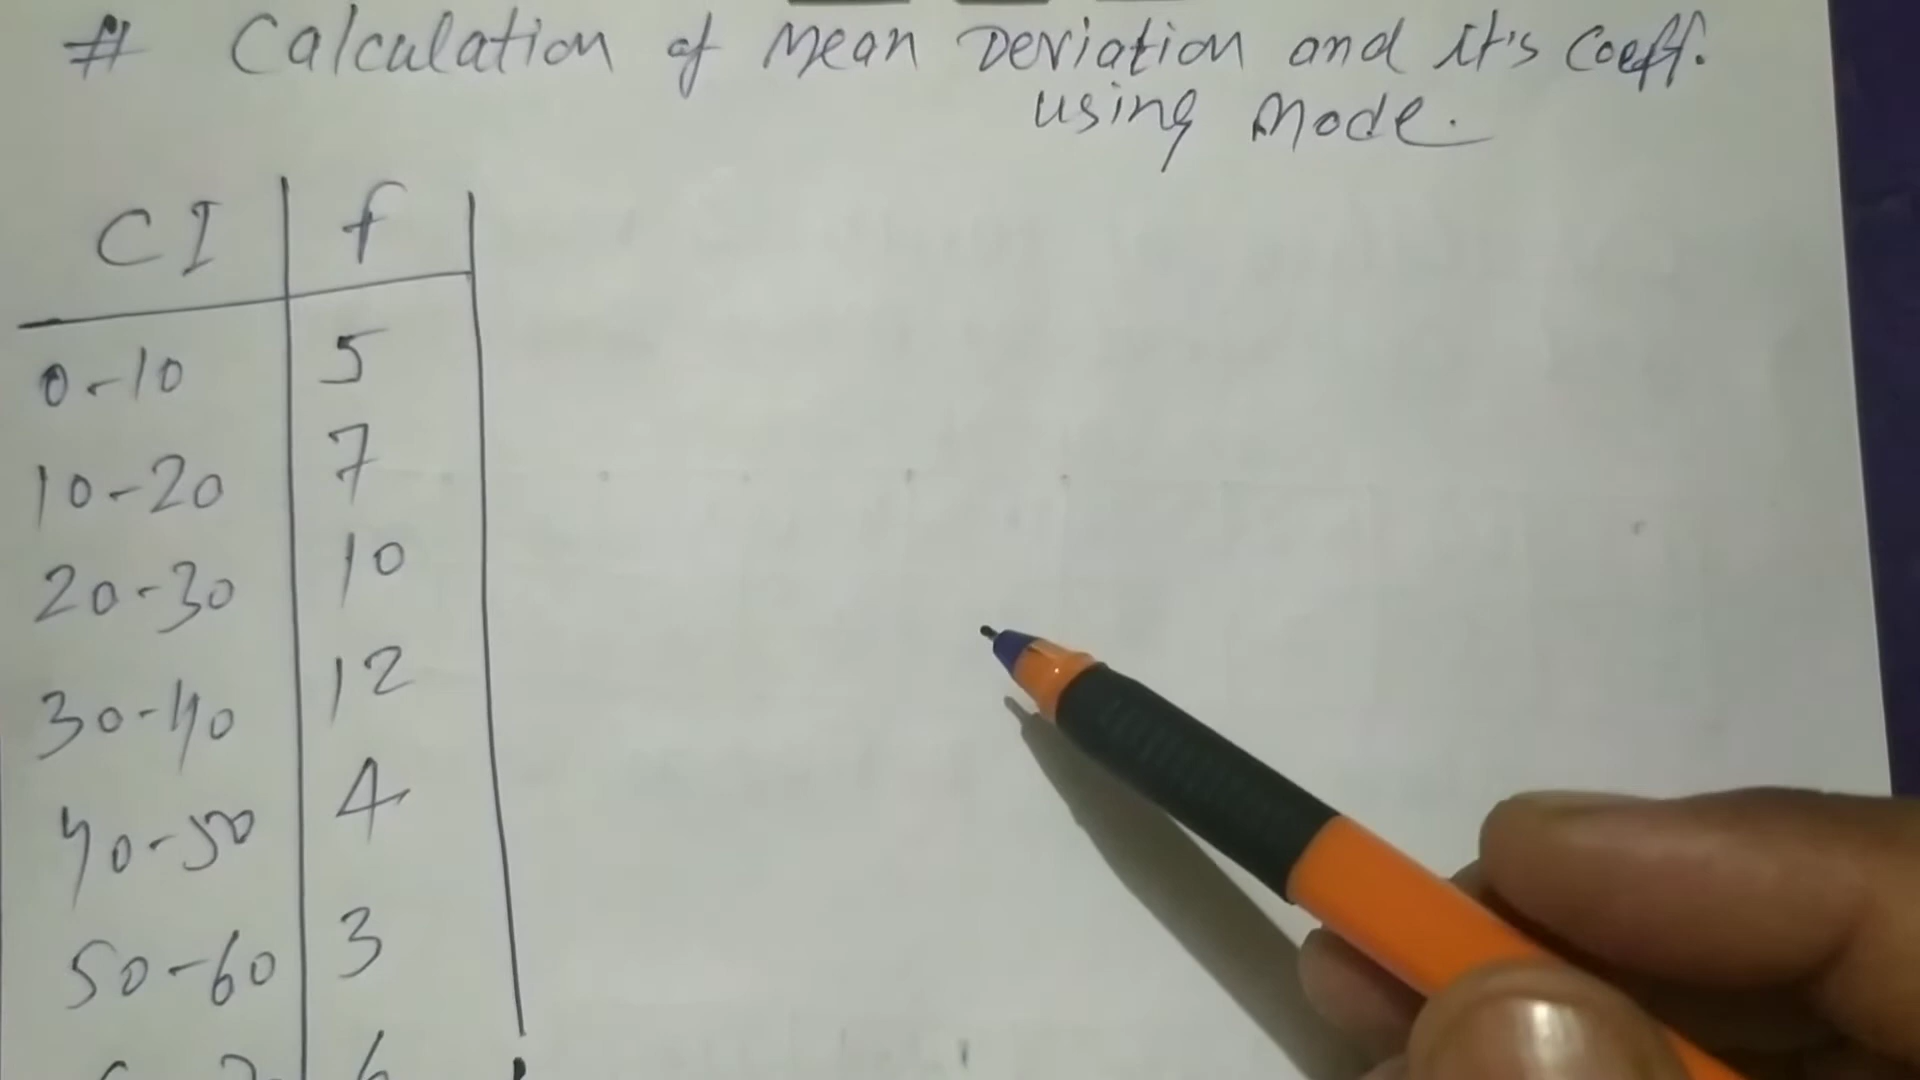 # Calculation of Mean Deviation and it's Coeff.
using Mode.
CI f
0-10 5
10-20 7
20-30 10
30-40 12
40-50 4
50-60 3